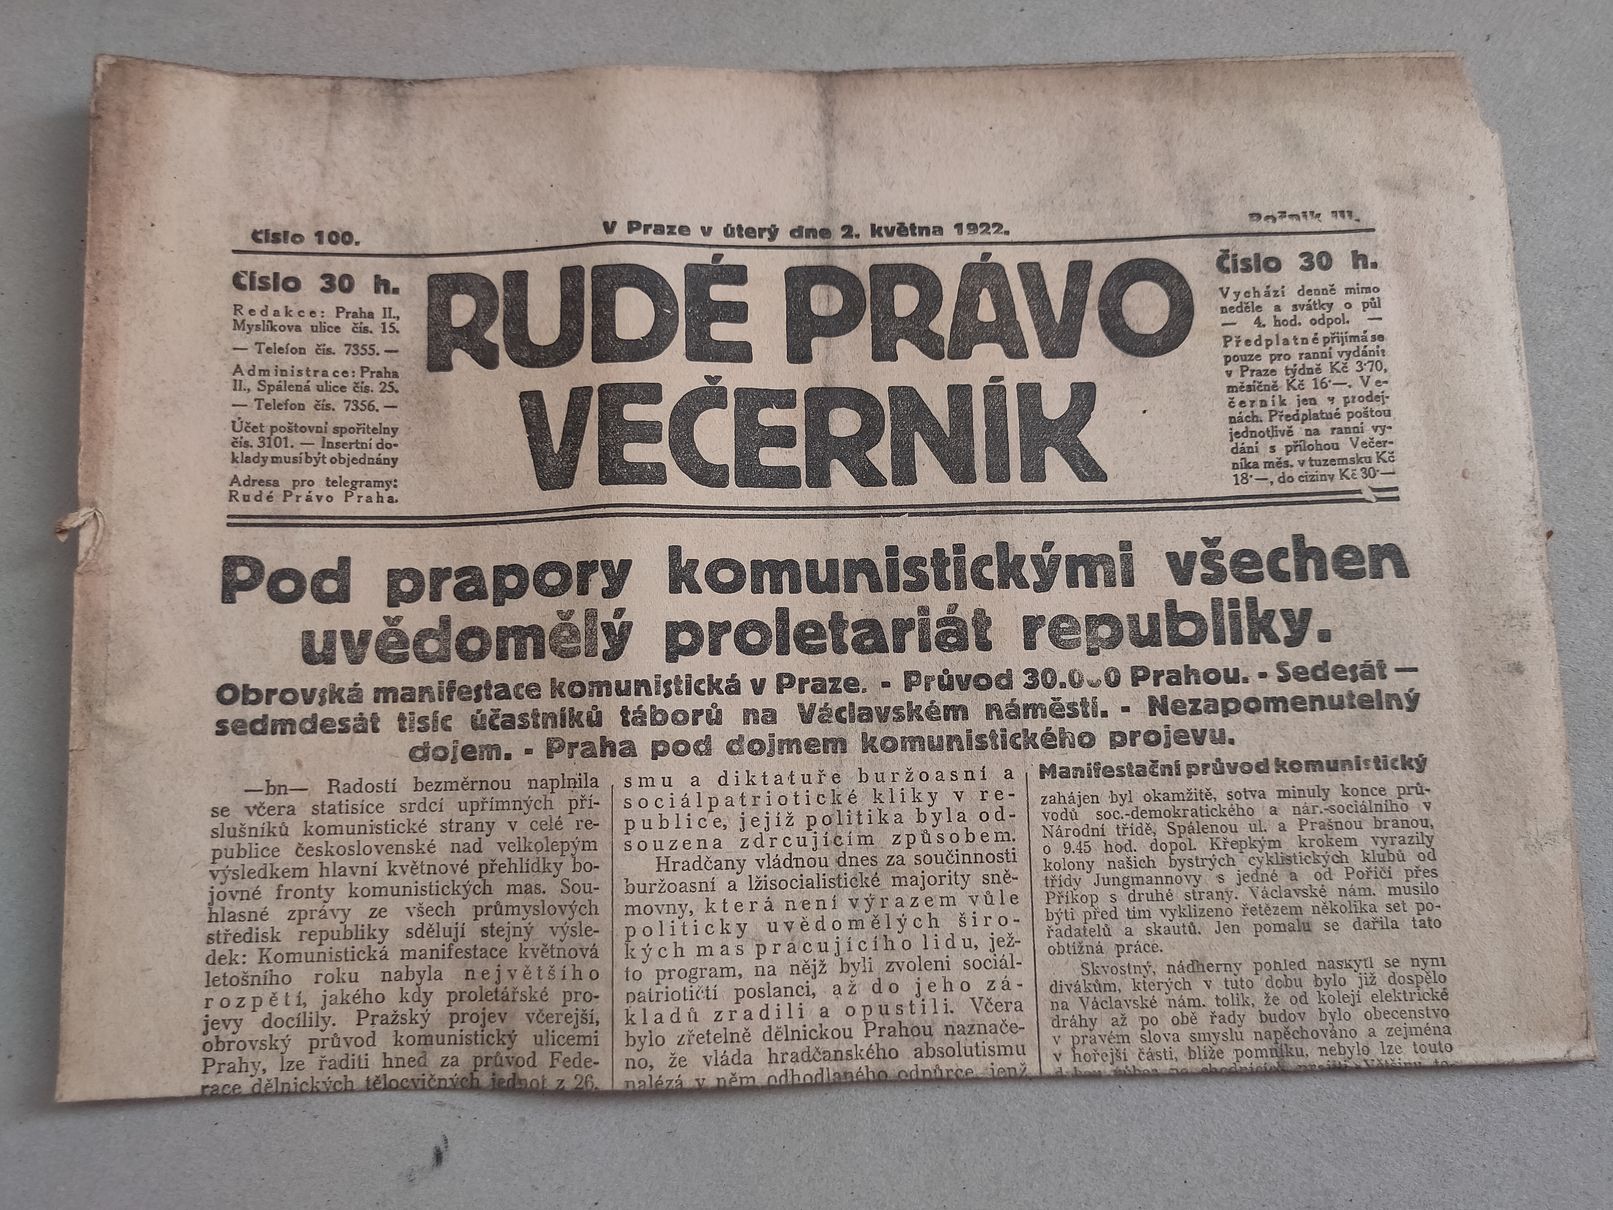 Číslo 100.
V Praze v úterý dne 2. května 1922.
Ročník III.
Číslo 30 h.
Redakce: Praha II.,
Myslíkova ulice čís. 15.
— Telefon čís. 7355. —
Administrace: Praha
II., Spálená ulice čís. 25.
— Telefon čís. 7356. —
Účet poštovní spořitelny
čís. 3101. — Insertní do-
klady musí být objednány
Adresa pro telegramy:
Rudé Právo Praha.
RUDÉ PRÁVO
VEČERNÍK
Číslo 30 h.
Vychází denně mimo
neděle a svátky o půl
— 4. hod. odpol. —
Předplatné přijímá se
pouze pro ranní vydání:
v Praze týdně Kč 3·70,
měsíčně Kč 16·—. Ve-
černík jen v prodej-
nách. Předplatné poštou
jednotlivě na ranní vy-
dání s přílohou Večer-
níka měs. v tuzemsku Kč
18·—, do ciziny Kč 30·—
Pod prapory komunistickými všechen
uvědomělý proletariát republiky.
Obrovská manifestace komunistická v Praze. - Průvod 30.000 Prahou. - Sedesát —
sedmdesát tisíc účastníků táborů na Václavském náměstí. - Nezapomenutelný
dojem. - Praha pod dojmem komunistického projevu.
—bn— Radostí bezměrnou naplnila
se včera statisíce srdcí upřímných pří-
slušníků komunistické strany v celé re-
publice československé nad velkolepým
výsledkem hlavní květnové přehlídky bo-
jovné fronty komunistických mas. Sou-
hlasné zprávy ze všech průmyslových
středisk republiky sdělují stejný výsle-
dek: Komunistická manifestace květnová
letošního roku nabyla největšího
rozpětí, jakého kdy proletářské pro-
jevy docílily. Pražský projev včerejší,
obrovský průvod komunistický ulicemi
Prahy, lze řaditi hned za průvod Fede-
race dělnických tělocvičných jednot z 26.
smu a diktatuře buržoasní a
sociálpatriotické kliky v re-
publice, jejíž politika byla od-
souzena zdrcujícím způsobem.
Hradčany vládnou dnes za součinnosti
buržoasní a lžisocialistické majority sně-
movny, která není výrazem vůle
politicky uvědomělých širo-
kých mas pracujícího lidu, jež-
to program, na nějž byli zvoleni sociál-
patriotičtí poslanci, až do jeho zá-
kladů zradili a opustili. Včera
bylo zřetelně dělnickou Prahou naznače-
no, že vláda hradčanského absolutismu
nalézá v něm odhodlaného odpůrce, jenž
Manifestační průvod komunistický
zahájen byl okamžitě, sotva minuly konce prů-
vodů soc.-demokratického a nár.-sociálního v
Národní třídě, Spálenou ul. a Prašnou branou,
o 9.45 hod. dopol. Křepkým krokem vyrazily
kolony našich bystrých cyklistických klubů od
třídy Jungmannovy s jedné a od Poříčí přes
Příkop s druhé strany. Václavské nám. musilo
býti před tím vyklizeno řetězem několika set po-
řadatelů a skautů. Jen pomalu se dařila tato
obtížná práce.
Skvostný, nádherný pohled naskytl se nyní
divákům, kterých v tuto dobu bylo již dospělo
na Václavské nám. tolik, že od kolejí elektrické
dráhy až po obě řady budov bylo obecenstvo
v pravém slova smyslu napěchováno a zejména
v hořejší části, blíže pomníku, nebylo lze touto